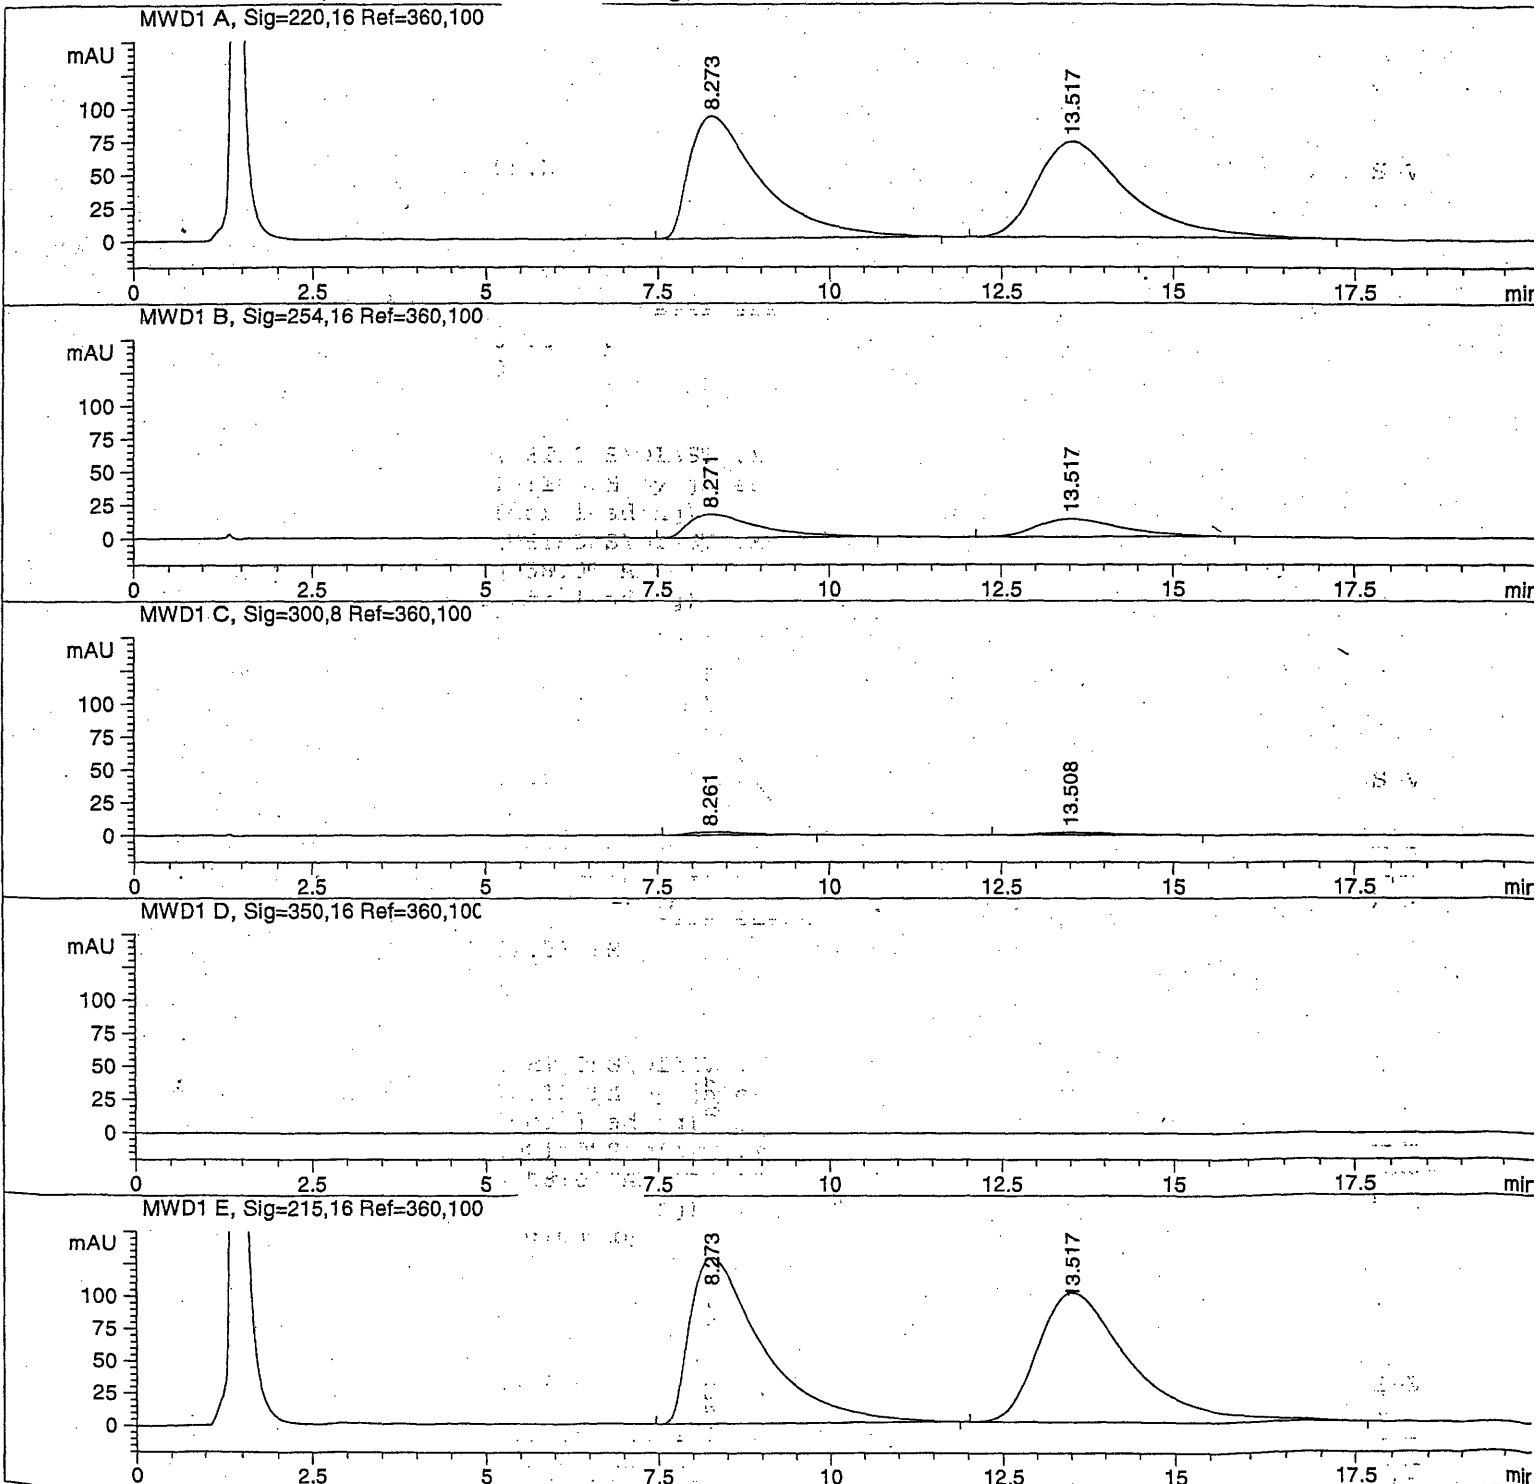 MWD1 A, Sig=220,16 Ref=360,100
mAU
100
75
50
25
0
8.273
13.517
0 2.5 5 7.5 10 12.5 15 17.5 min
MWD1 B, Sig=254,16 Ref=360,100
mAU
100
75
50
25
0
8.271
13.517
0 2.5 5 7.5 10 12.5 15 17.5 min
MWD1 C, Sig=300,8 Ref=360,100
mAU
100
75
50
25
0
8.261
13.508
0 2.5 5 7.5 10 12.5 15 17.5 min
MWD1 D, Sig=350,16 Ref=360,100
mAU
100
75
50
25
0
0 2.5 5 7.5 10 12.5 15 17.5 min
MWD1 E, Sig=215,16 Ref=360,100
mAU
100
75
50
25
0
8.273
13.517
0 2.5 5 7.5 10 12.5 15 17.5 min